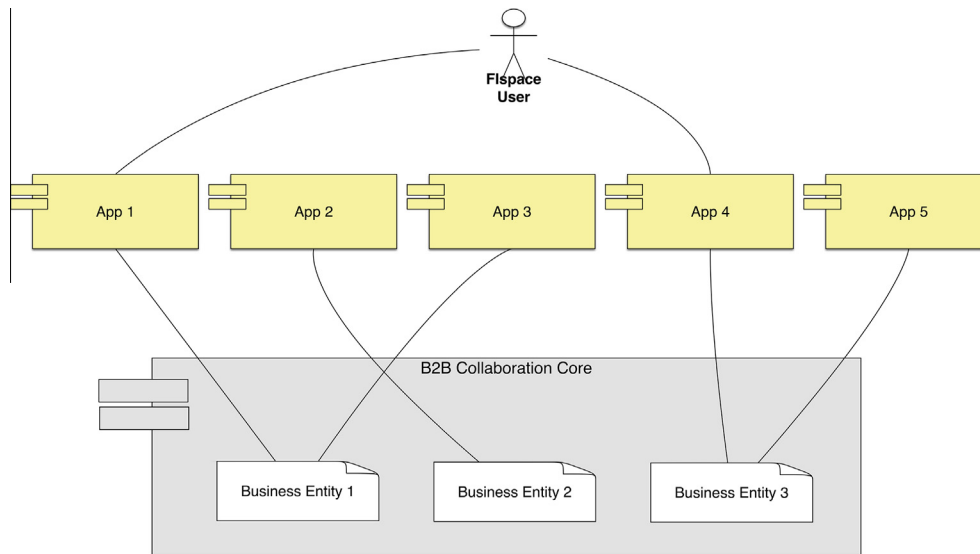 FIspace
User
App 1
App 2
App 3
App 4
App 5
B2B Collaboration Core
Business Entity 1
Business Entity 2
Business Entity 3